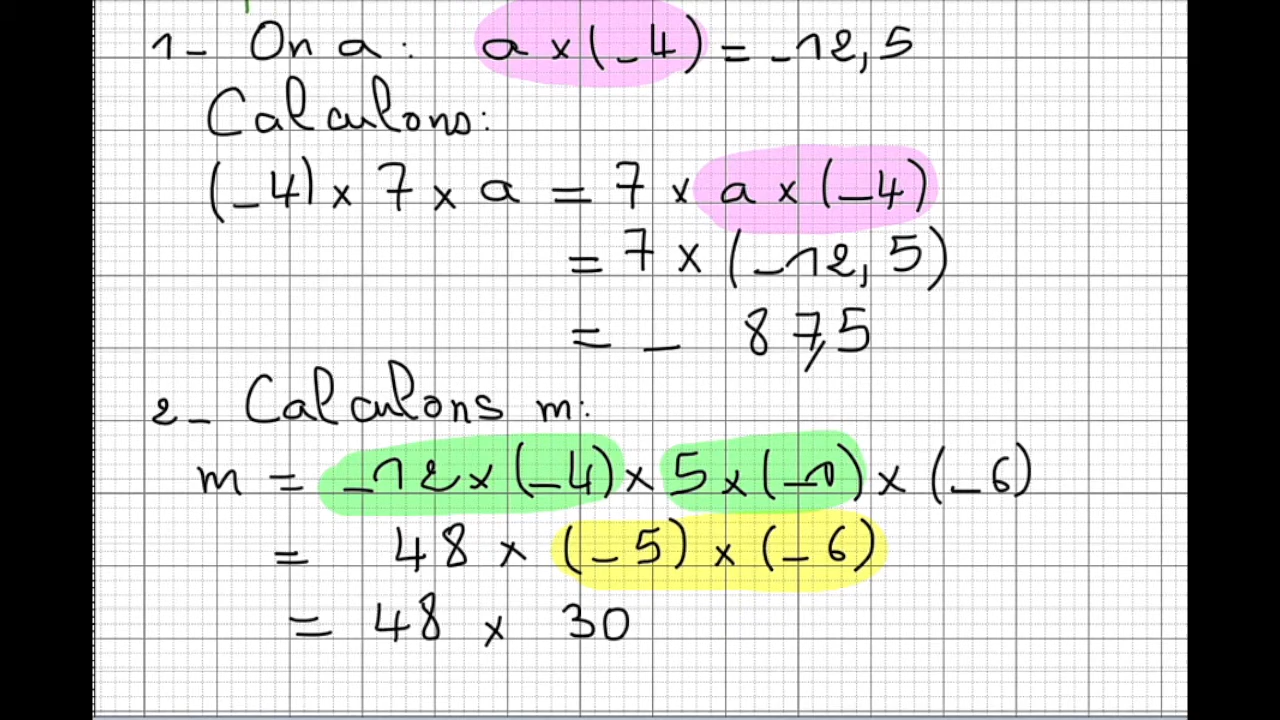 1- On a: a × (-4) = -12,5
Calculons:
(-4) × 7 × a = 7 × a × (-4)
= 7 × (-12,5)
= - 87,5
2- Calculons m:
m = -12 × (-4) × 5 × (-1) × (-6)
= 48 × (-5) × (-6)
= 48 × 30